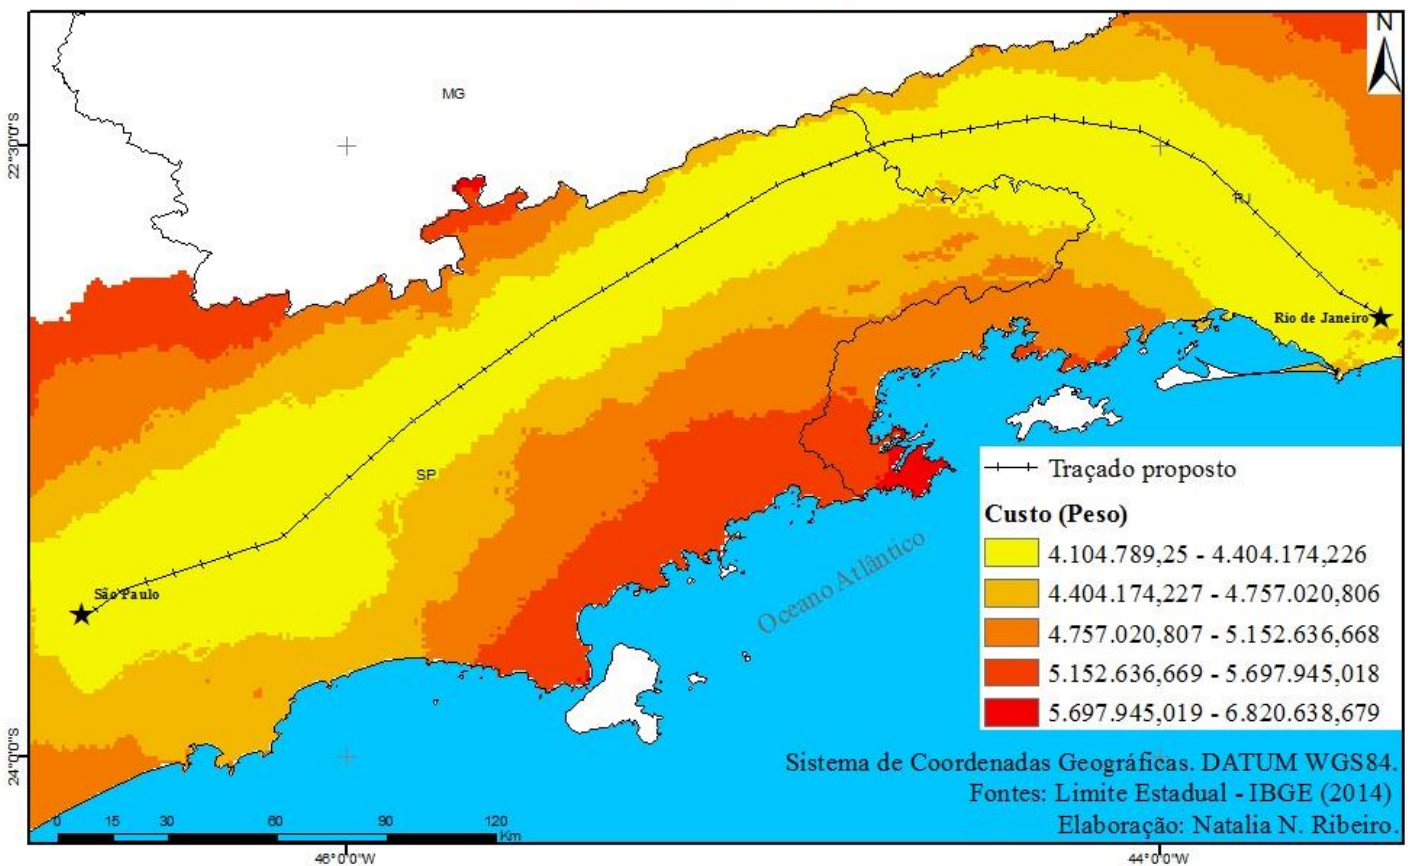 N
MG
22°30'0"S
RJ
Rio de Janeiro
SP
Traçado proposto
Custo (Peso)
4.104.789,25 - 4.404.174,226
4.404.174,227 - 4.757.020,806
4.757.020,807 - 5.152.636,668
5.152.636,669 - 5.697.945,018
5.697.945,019 - 6.820.638,679
Oceano Atlântico
São Paulo
24°0'0"S
Sistema de Coordenadas Geográficas. DATUM WGS84.
Fontes: Limite Estadual - IBGE (2014)
Elaboração: Natalia N. Ribeiro.
0 15 30 60 90 120
Km
46°0'0"W 44°0'0"W